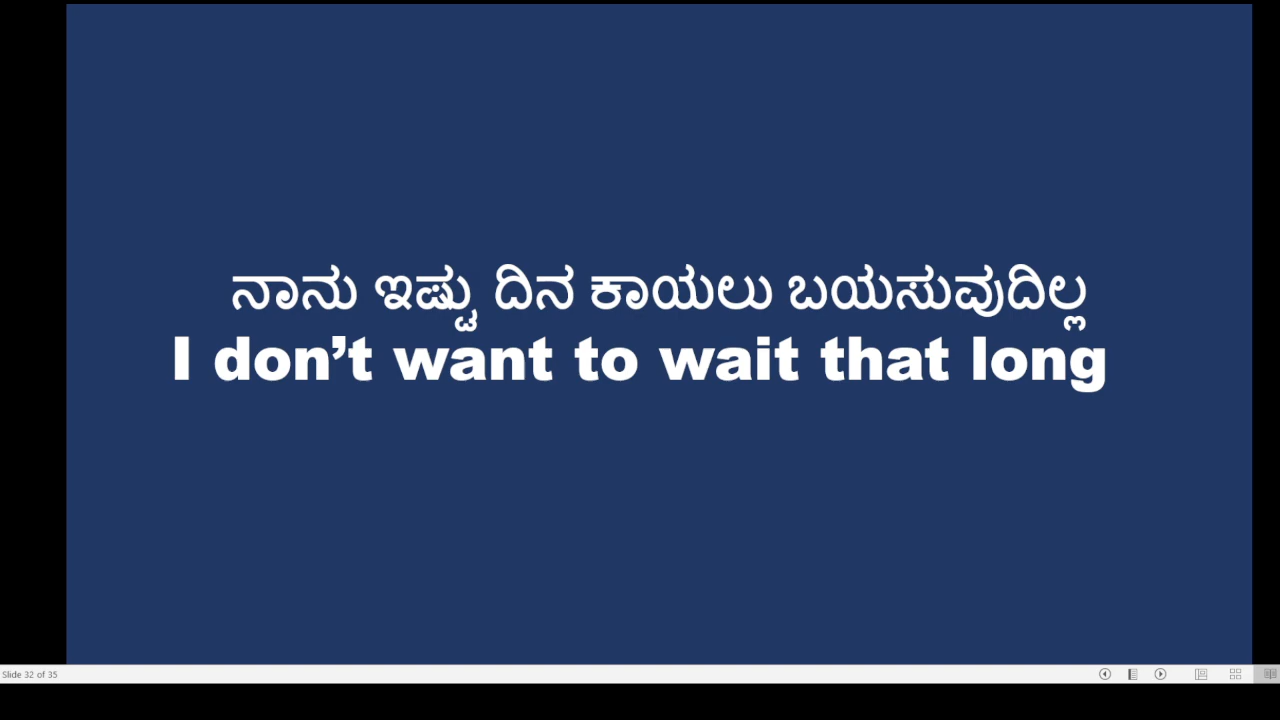 ನಾನು ಇಷ್ಟು ದಿನ ಕಾಯಲು ಬಯಸುವುದಿಲ್ಲ
I don’t want to wait that long
Slide 32 of 35